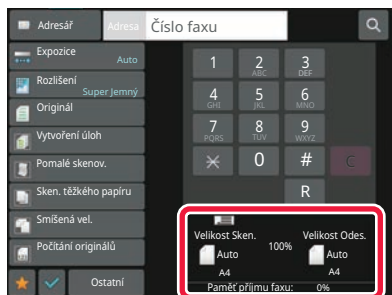 Adresář
Adresa
Číslo faxu
Expozice
Auto
Rozlišení
Super Jemný
Originál
Vytvoření úloh
Pomalé skenov.
Sken. těžkého papíru
Smíšená vel.
Počítání originálů
Ostatní
1 2 3
ABC DEF
4 5 6
GHI JKL MNO
7 8 9
PQRS TUV WXYZ
0 # C
R
Velikost Sken. Velikost Odes.
100%
Auto Auto
A4 A4
Paměť příjmu faxu: 0%